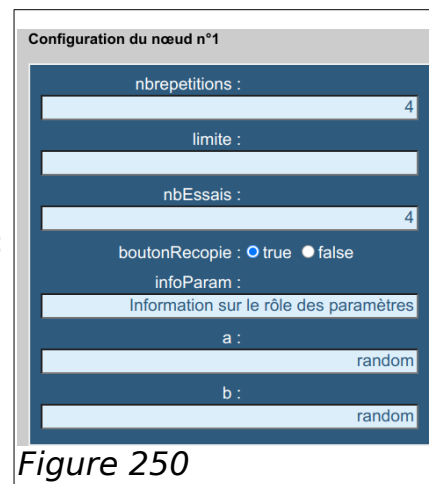 Configuration du nœud n°1
nbrepetitions :
4
limite :
nbEssais :
4
boutonRecopie : true false
infoParam :
Information sur le rôle des paramètres
a :
random
b :
random
Figure 250